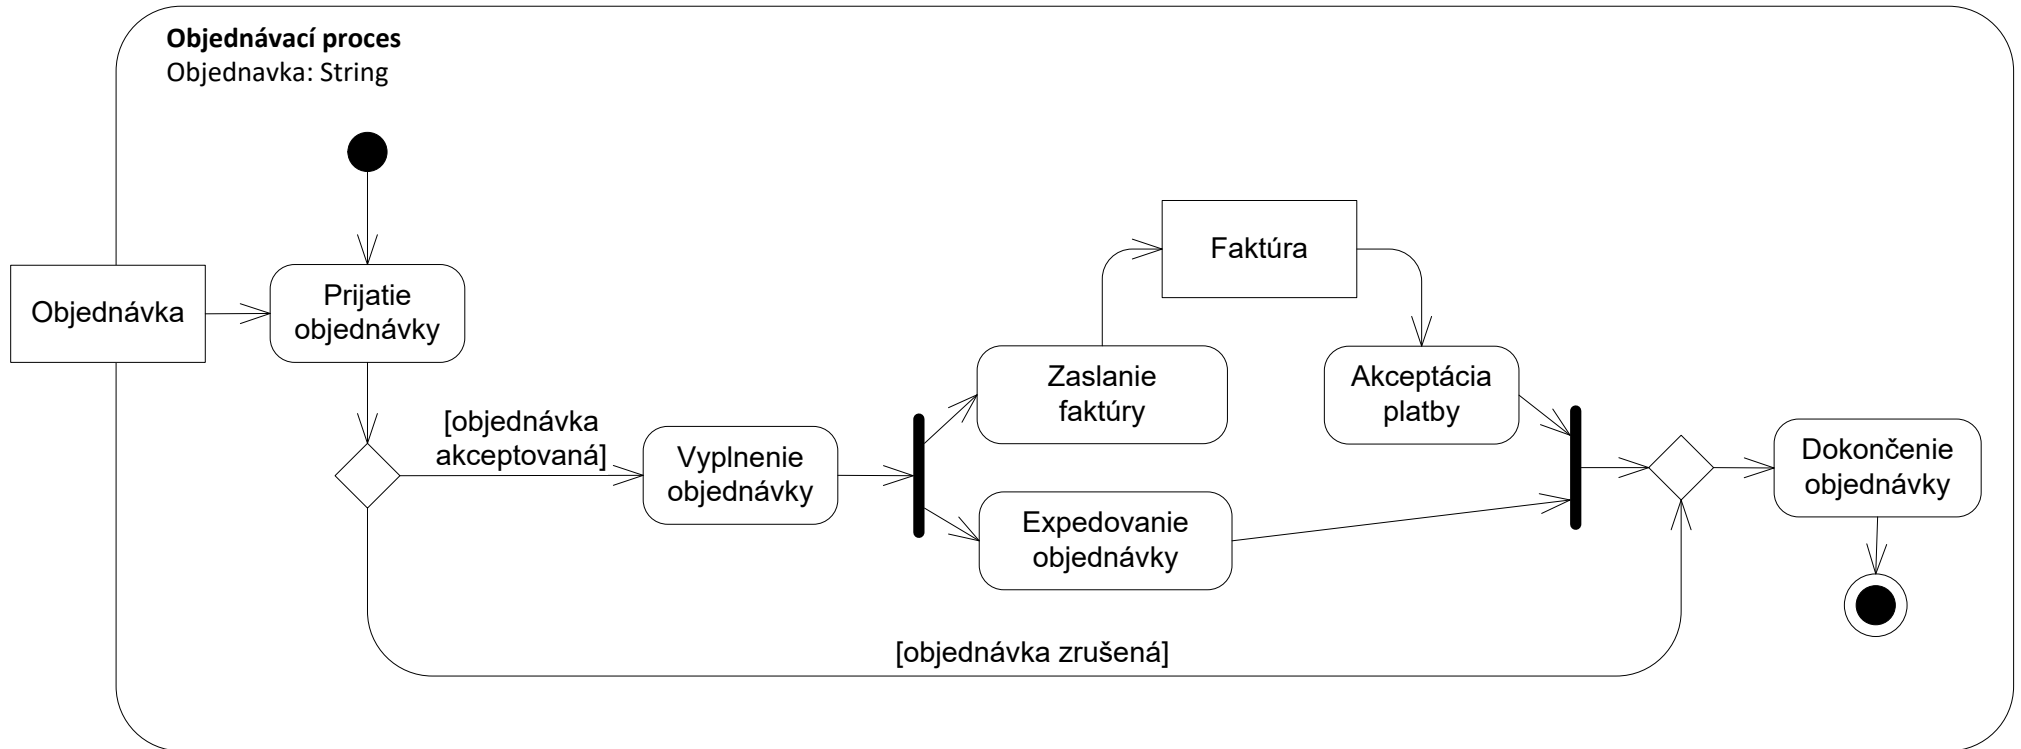 Objednávací proces
Objednavka: String
Objednávka
Prijatie
objednávky
[objednávka
akceptovaná]
Vyplnenie
objednávky
Zaslanie
faktúry
Faktúra
Akceptácia
platby
Expedovanie
objednávky
Dokončenie
objednávky
[objednávka zrušená]